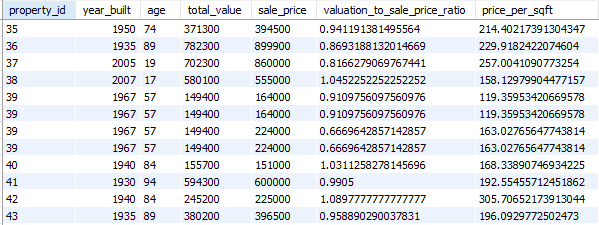 property_id year_built age total_value sale_price valuation_to_sale_price_ratio price_per_sqft
35 1950 74 371300 394500 0.941191381495564 214.40217391304347
36 1935 89 782300 899900 0.8693188132014669 229.9182422074604
37 2005 19 702300 860000 0.8166279069767441 257.0041090773254
38 2007 17 580100 555000 1.0452252252252252 158.12979904477157
39 1967 57 149400 164000 0.9109756097560976 119.35953420669578
39 1967 57 149400 164000 0.9109756097560976 119.35953420669578
39 1967 57 149400 224000 0.6669642857142857 163.02765647743814
39 1967 57 149400 224000 0.6669642857142857 163.02765647743814
40 1940 84 155700 151000 1.0311258278145696 168.33890746934225
41 1930 94 594300 600000 0.9905 192.55455712451862
42 1940 84 245200 225000 1.0897777777777777 305.70652173913044
43 1935 89 380200 396500 0.958890290037831 196.0929772502473